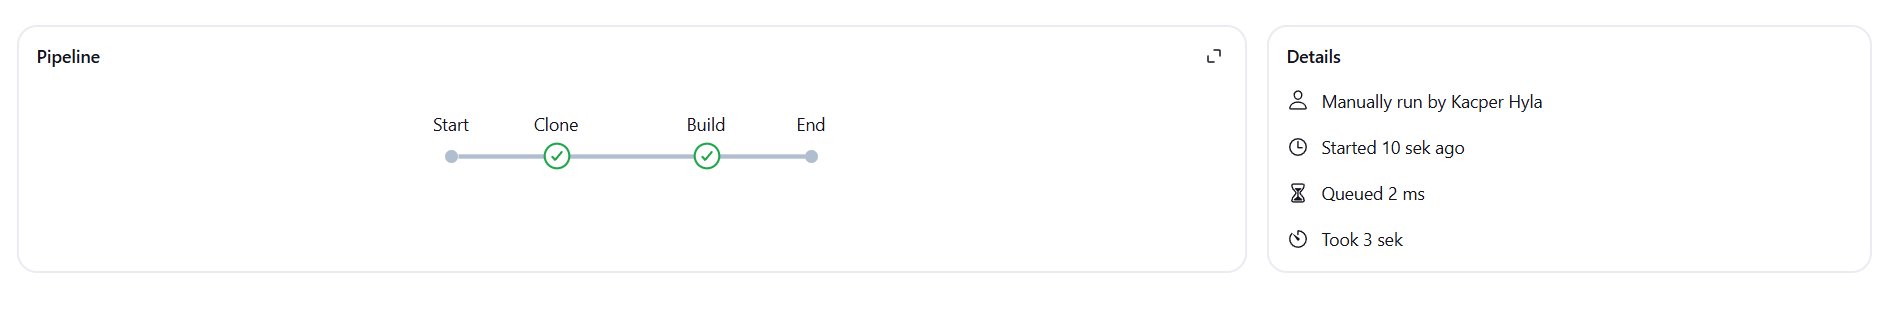 Pipeline
Start Clone Build End
Details
Manually run by Kacper Hyla
Started 10 sek ago
Queued 2 ms
Took 3 sek